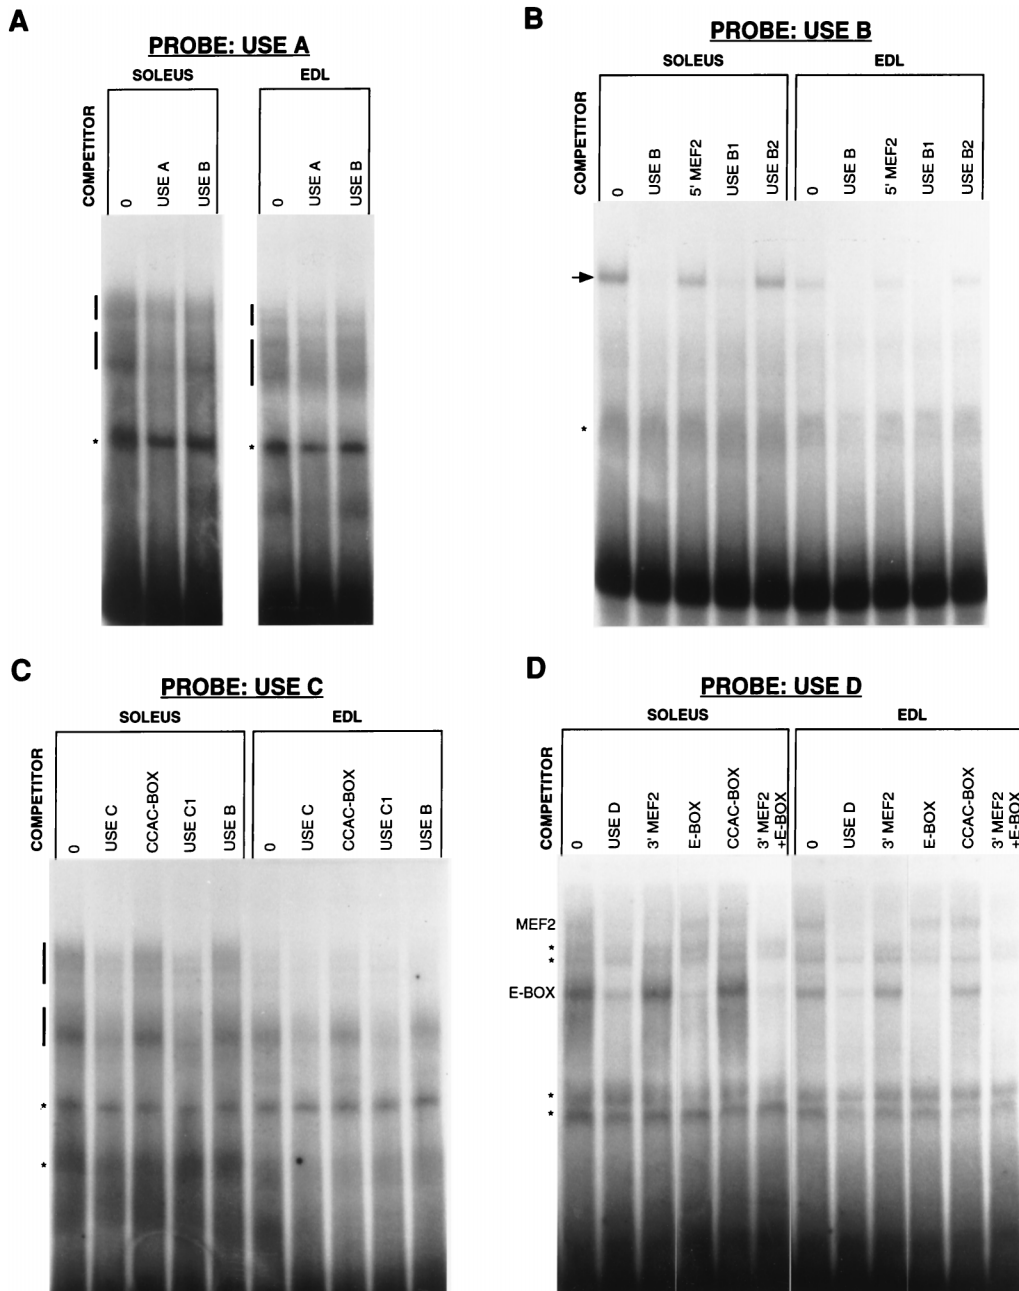 A
PROBE: USE A
SOLEUS
EDL
COMPETITOR
0
USE A
USE B
0
USE A
USE B
*
*
B
PROBE: USE B
SOLEUS
EDL
COMPETITOR
0
USE B
5' MEF2
USE B1
USE B2
0
USE B
5' MEF2
USE B1
USE B2
*
C
PROBE: USE C
SOLEUS
EDL
COMPETITOR
0
USE C
CCAC-BOX
USE C1
USE B
0
USE C
CCAC-BOX
USE C1
USE B
*
*
D
PROBE: USE D
SOLEUS
EDL
COMPETITOR
0
USE D
3' MEF2
E-BOX
CCAC-BOX
3' MEF2
+E-BOX
0
USE D
3' MEF2
E-BOX
CCAC-BOX
3' MEF2
+E-BOX
MEF2
*
*
E-BOX
*
*